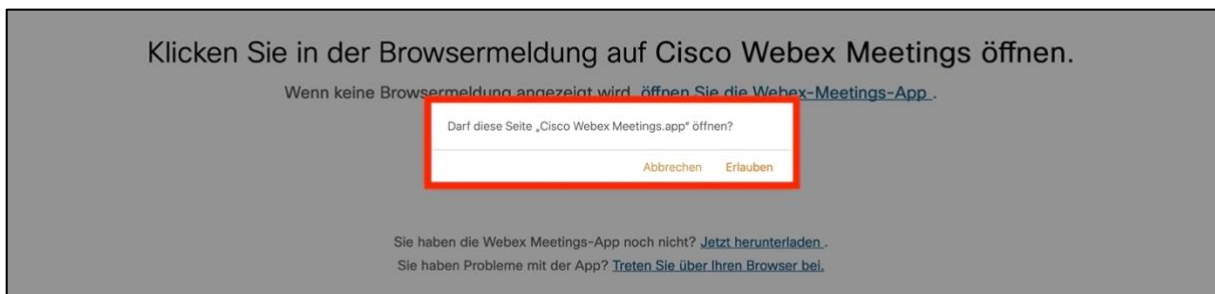 Klicken Sie in der Browsermeldung auf Cisco Webex Meetings öffnen.
Wenn keine Browsermeldung angezeigt wird, öffnen Sie die Webex-Meetings-App .
Darf diese Seite „Cisco Webex Meetings.app" öffnen?
Abbrechen Erlauben
Sie haben die Webex Meetings-App noch nicht? Jetzt herunterladen .
Sie haben Probleme mit der App? Treten Sie über Ihren Browser bei.